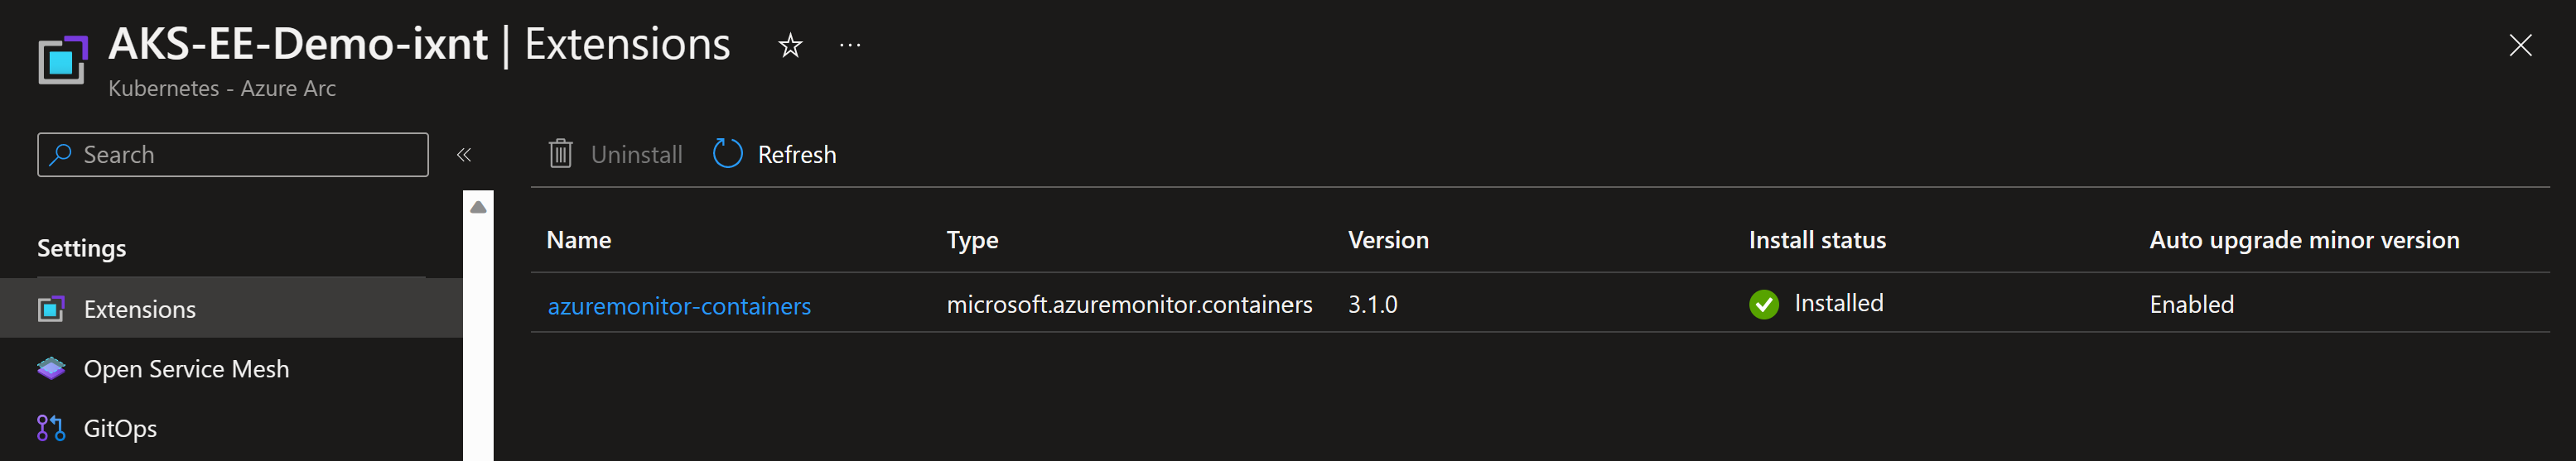 AKS-EE-Demo-ixnt | Extensions
Kubernetes - Azure Arc
Search
Uninstall Refresh
Settings
Extensions
Open Service Mesh
GitOps
Name Type Version Install status Auto upgrade minor version
azuremonitor-containers microsoft.azuremonitor.containers 3.1.0 Installed Enabled